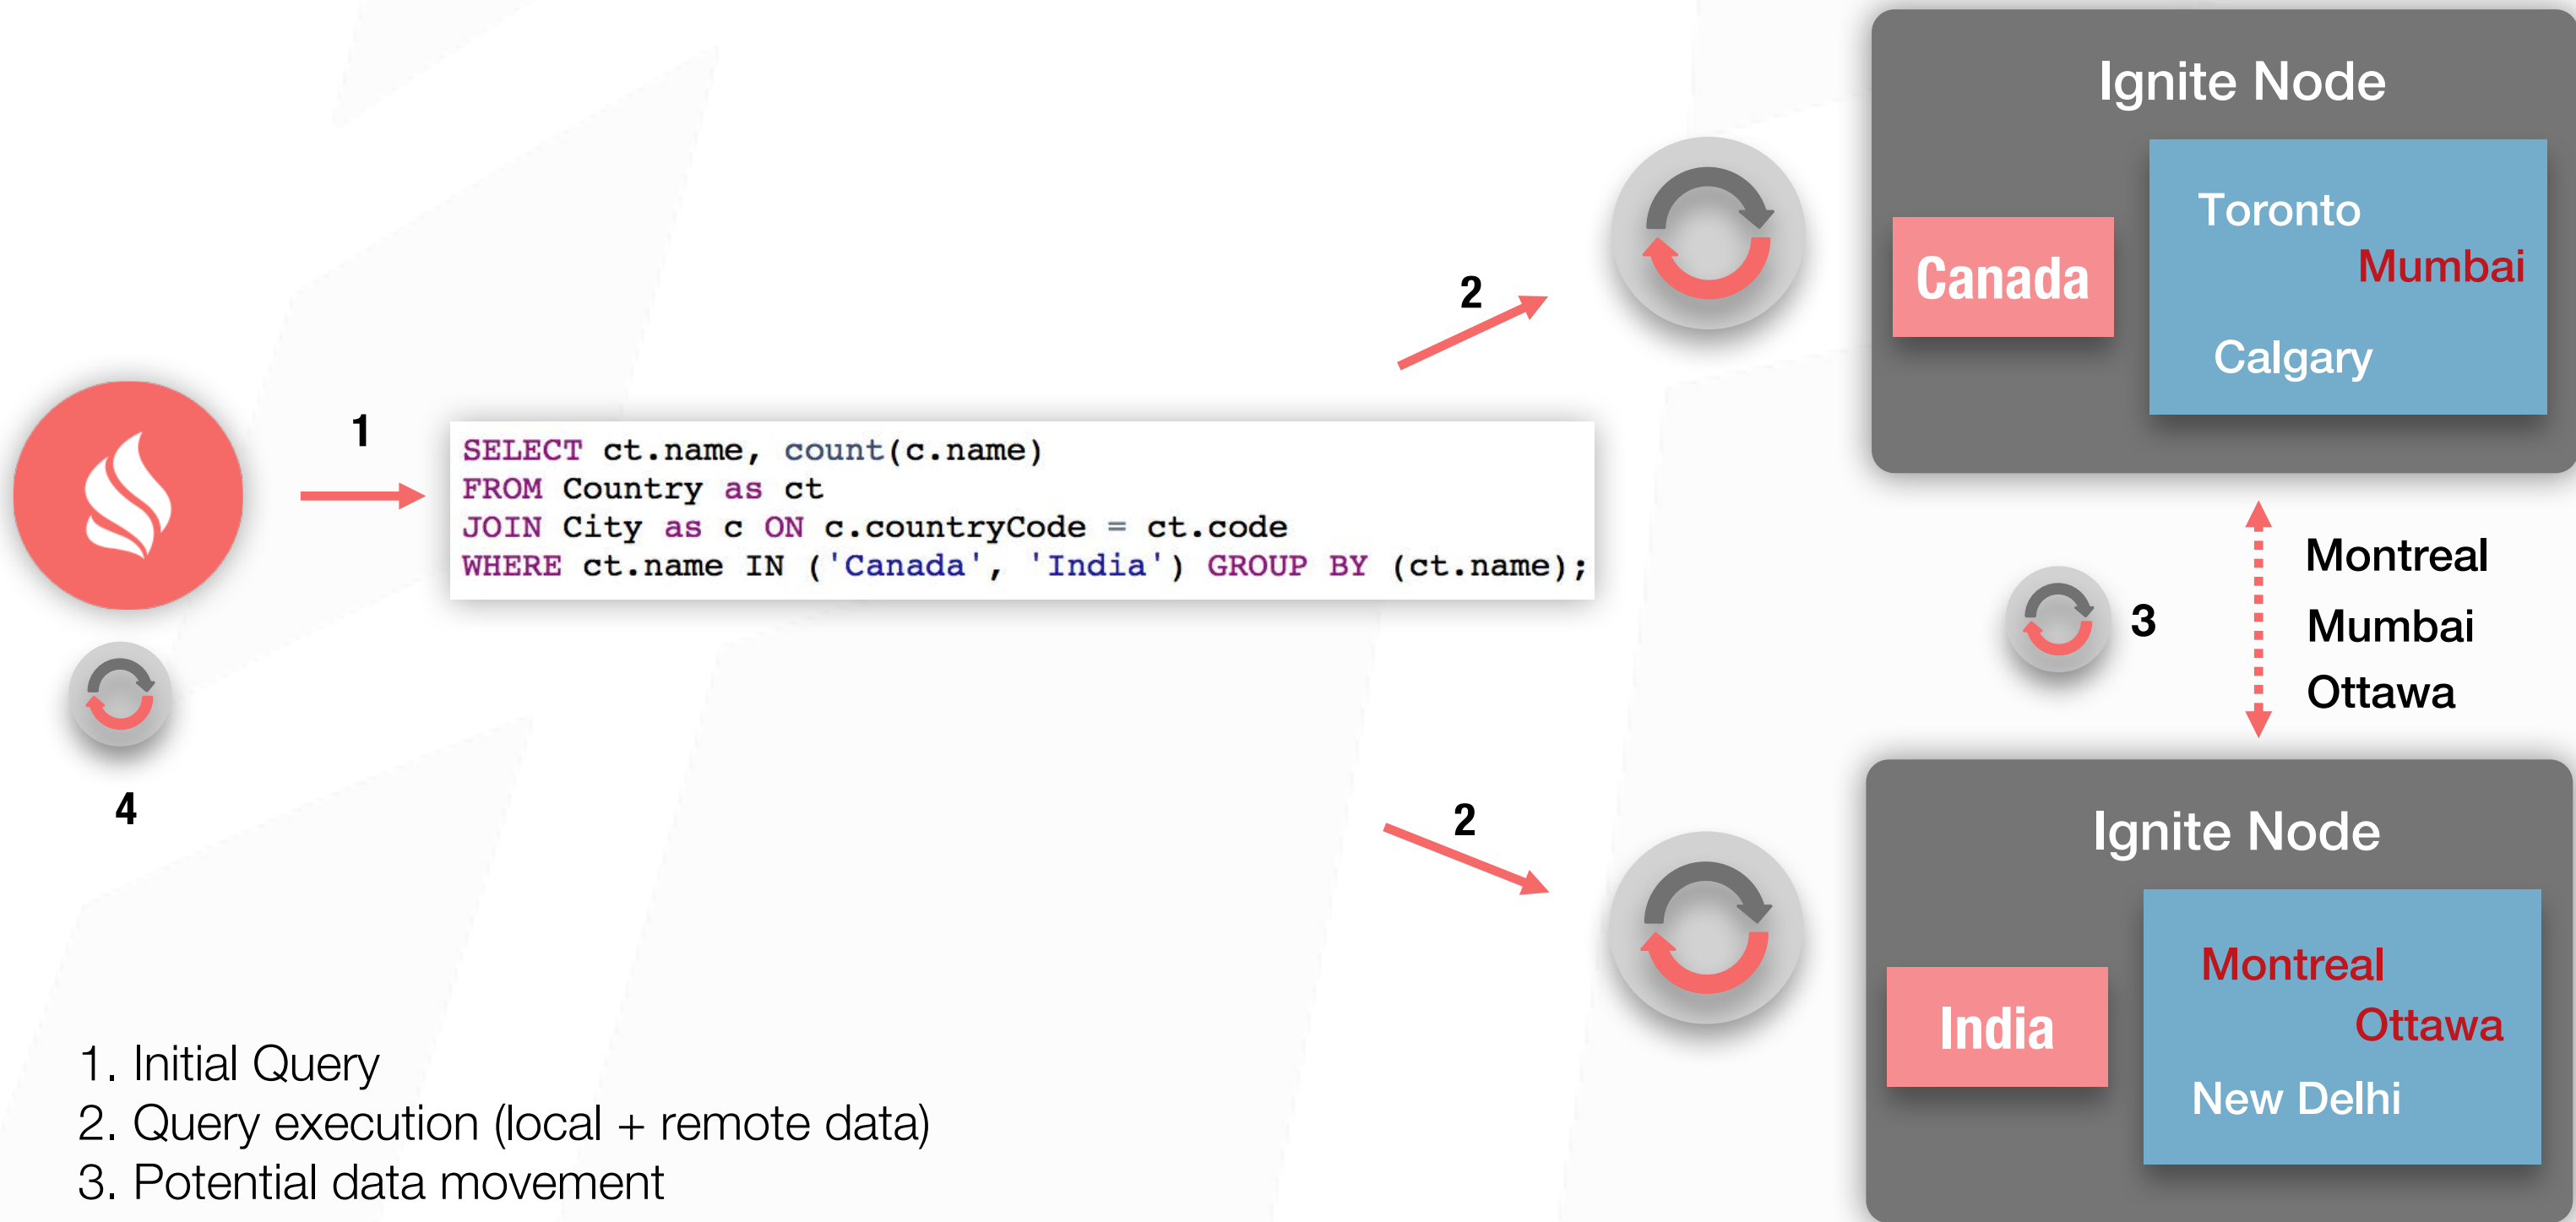 1
SELECT ct.name, count(c.name)
FROM Country as ct
JOIN City as c ON c.countryCode = ct.code
WHERE ct.name IN ('Canada', 'India') GROUP BY (ct.name);
4
2
2
Ignite Node
Canada
Toronto
Mumbai
Calgary
3
Montreal
Mumbai
Ottawa
Ignite Node
India
Montreal
Ottawa
New Delhi
1. Initial Query
2. Query execution (local + remote data)
3. Potential data movement